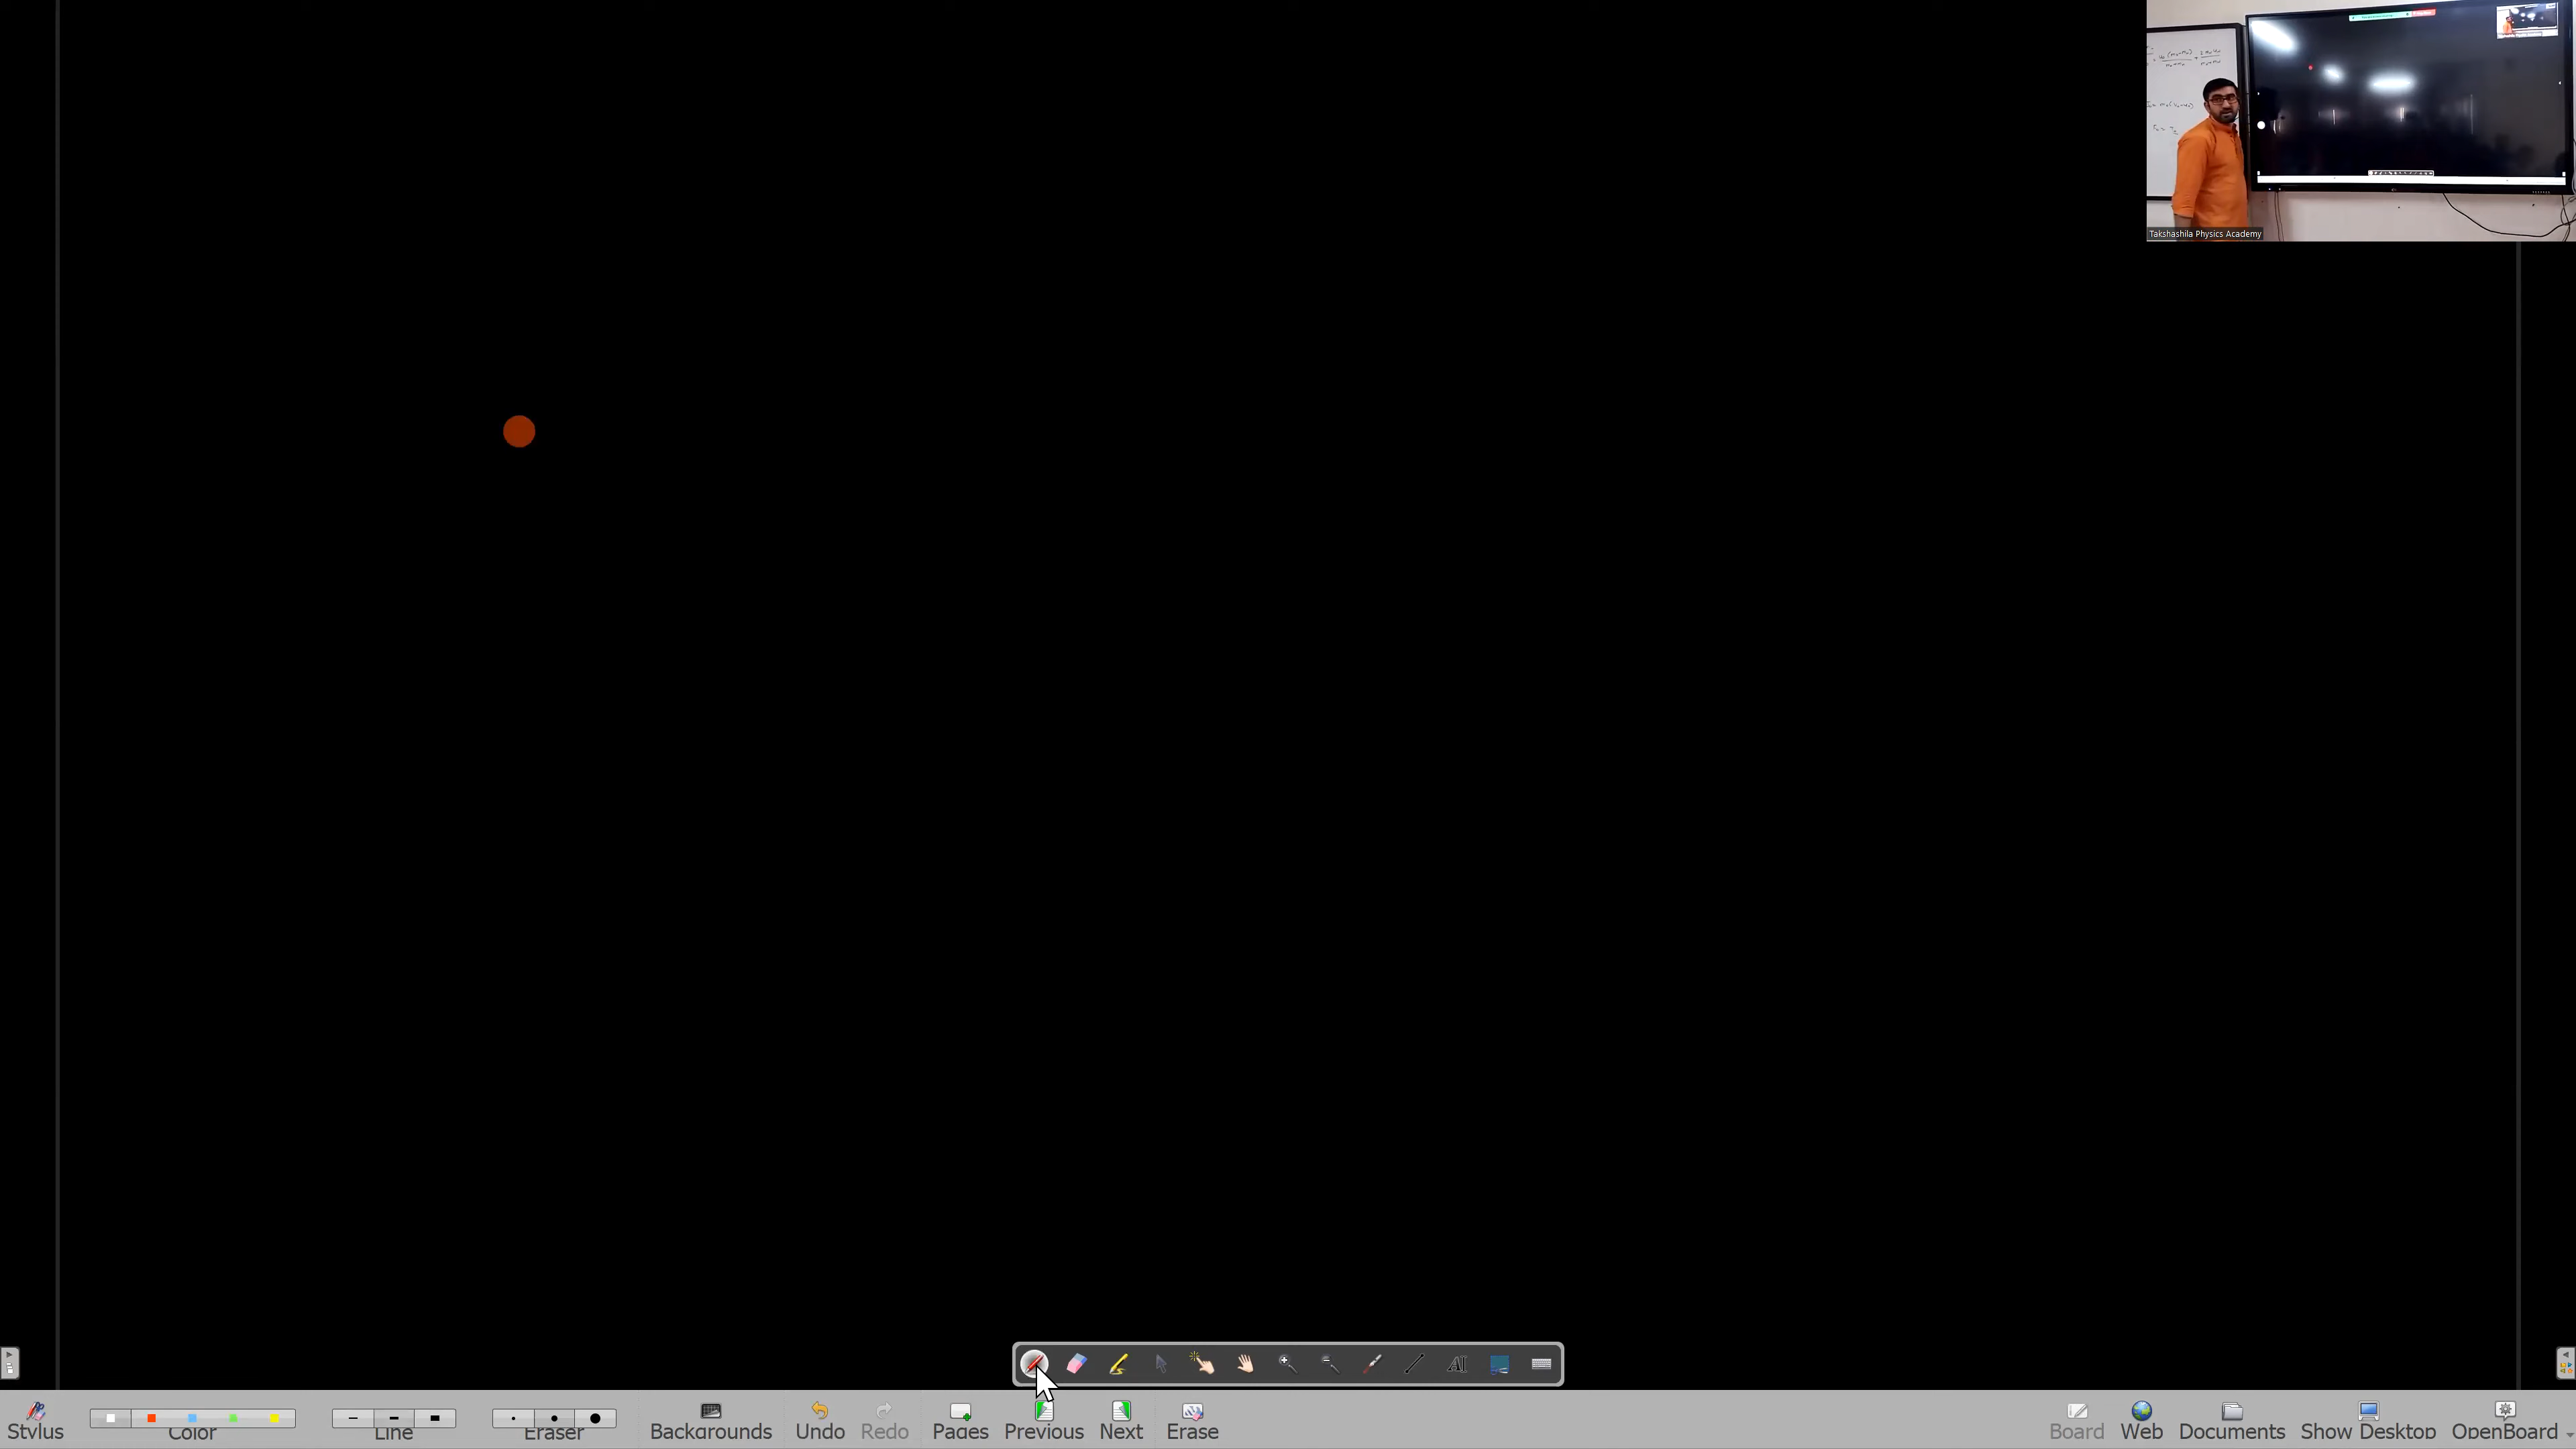 Takshashila Physics Academy
AI
Stylus Color Line Eraser Backgrounds Undo Redo Pages Previous Next Erase Board Web Documents Show Desktop OpenBoard